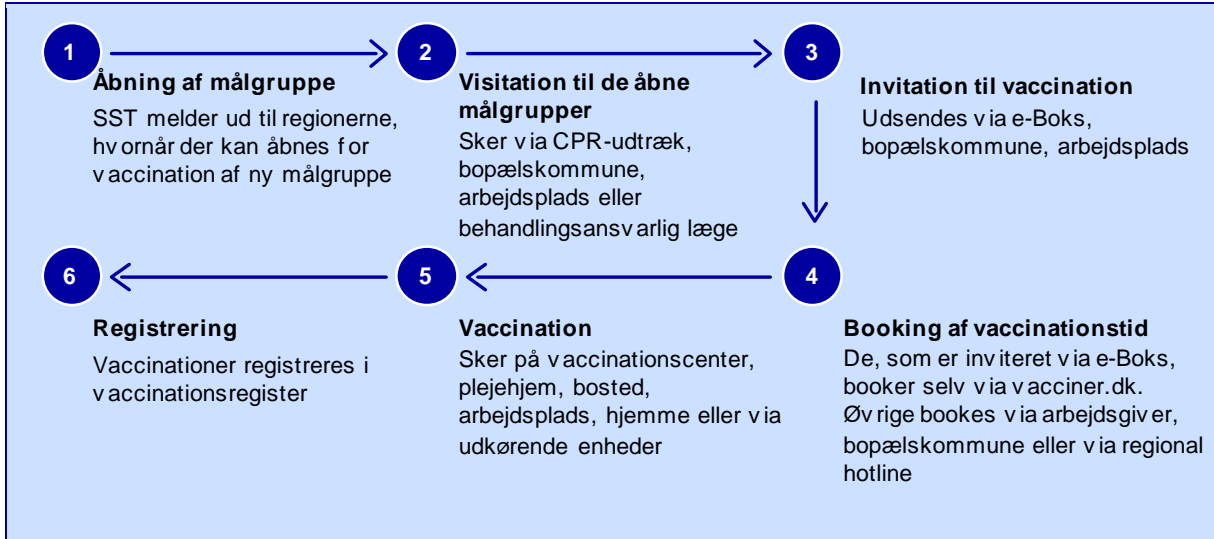 1
Åbning af målgruppe
SST melder ud til regionerne,
hvornår der kan åbnes for
vaccination af ny målgruppe
2
Visitation til de åbne
målgrupper
Sker via CPR-udtræk,
bopælskommune,
arbejdsplads eller
behandlingsansvarlig læge
3
Invitation til vaccination
Udsendes via e-Boks,
bopælskommune, arbejdsplads
4
Booking af vaccinationstid
De, som er inviteret via e-Boks,
booker selv via vacciner.dk.
Øvrige bookes via arbejdsgiver,
bopælskommune eller via regional
hotline
5
Vaccination
Sker på vaccinationscenter,
plejehjem, bosted,
arbejdsplads, hjemme eller via
udkørende enheder
6
Registrering
Vaccinationer registreres i
vaccinationsregister